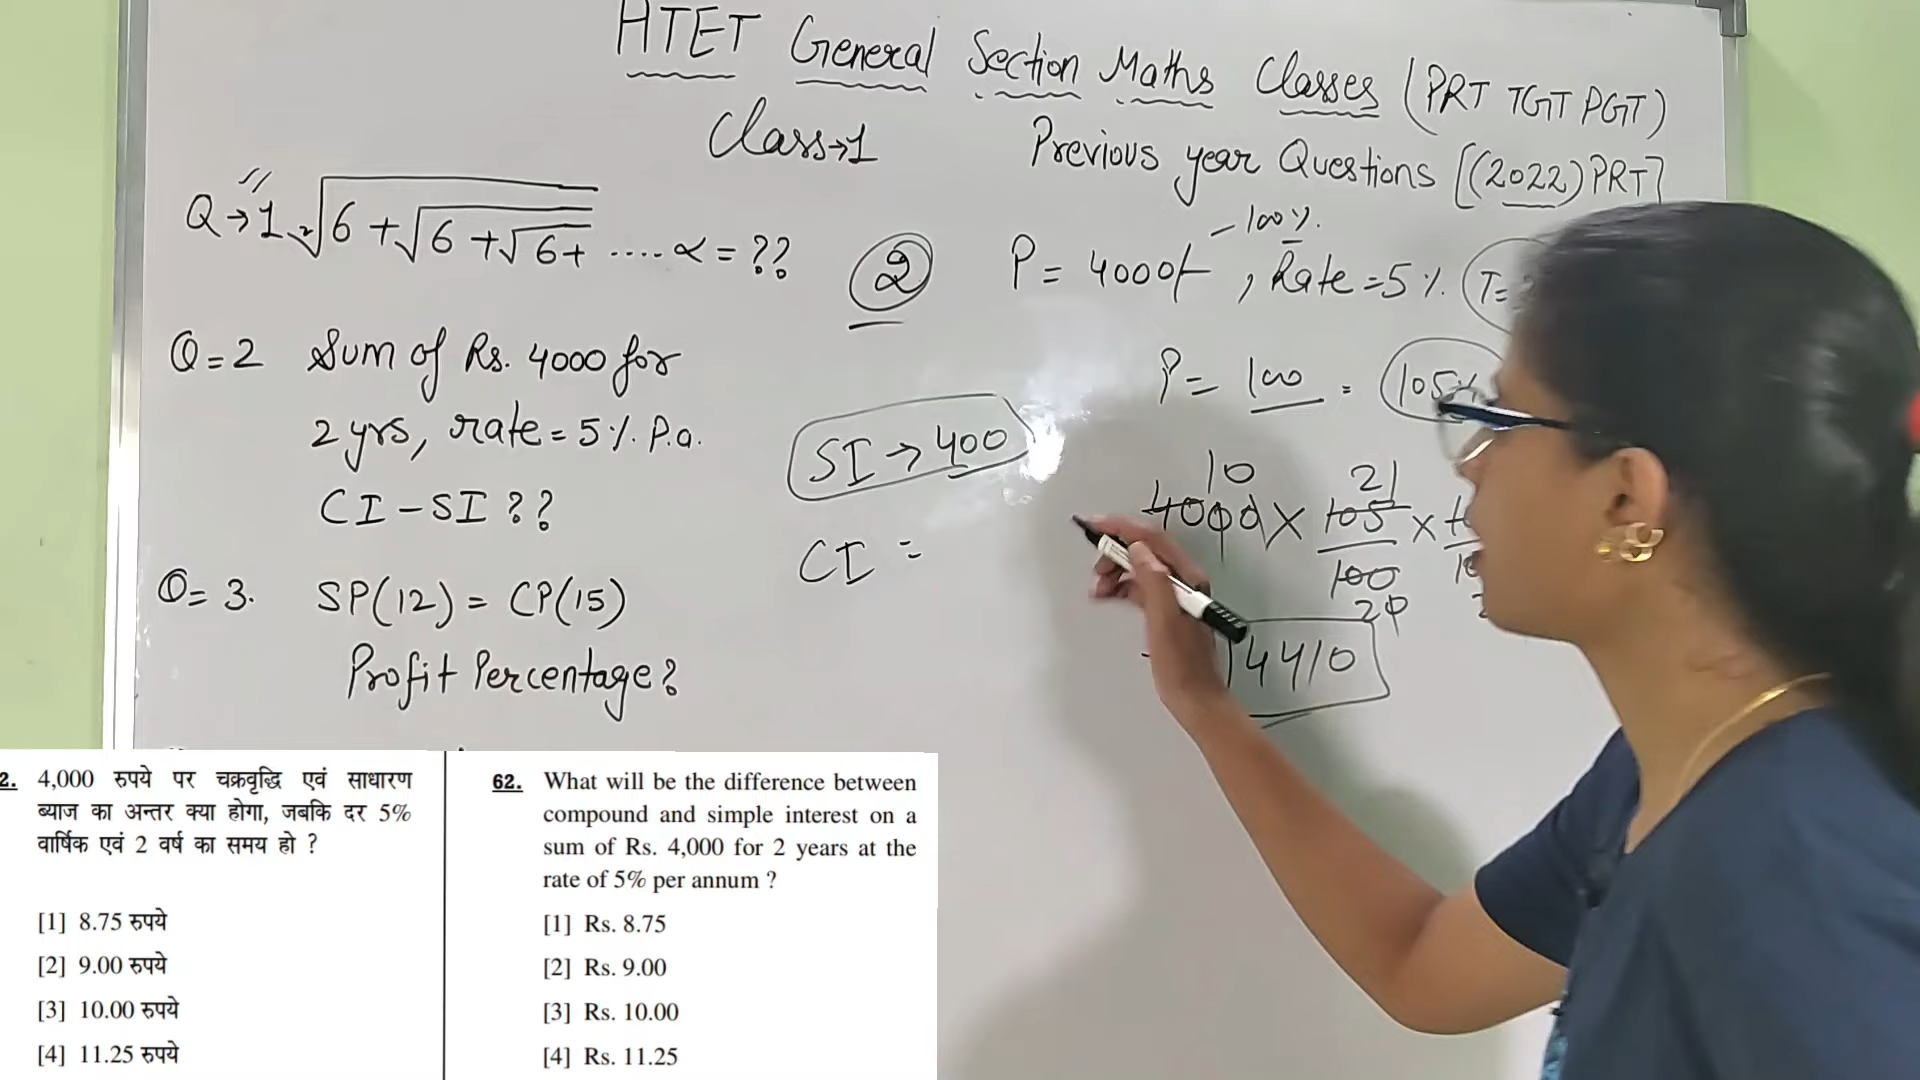 HTET General Section Maths Classes (PRT TGT PGT)
Class→1 Previous year Questions [(2022) PRT]
Q→1. ²√6 + √6 + √6+ ....∝ = ??
② P = 4000/- -100%. , Rate = 5%. T=
Q=2 Sum of Rs. 4000 for
2 yrs, rate = 5%. P.a.
CI - SI ??
P = 100 = 105%
SI → 400
CI =
10 21
4000 × 105 ×
100
20
4410
Q= 3. SP(12) = CP(15)
Profit Percentage?
2. 4,000 रुपये पर चक्रवृद्धि एवं साधारण
ब्याज का अन्तर क्या होगा, जबकि दर 5%
वार्षिक एवं 2 वर्ष का समय हो ?
[1] 8.75 रुपये
[2] 9.00 रुपये
[3] 10.00 रुपये
[4] 11.25 रुपये
62. What will be the difference between
compound and simple interest on a
sum of Rs. 4,000 for 2 years at the
rate of 5% per annum ?
[1] Rs. 8.75
[2] Rs. 9.00
[3] Rs. 10.00
[4] Rs. 11.25